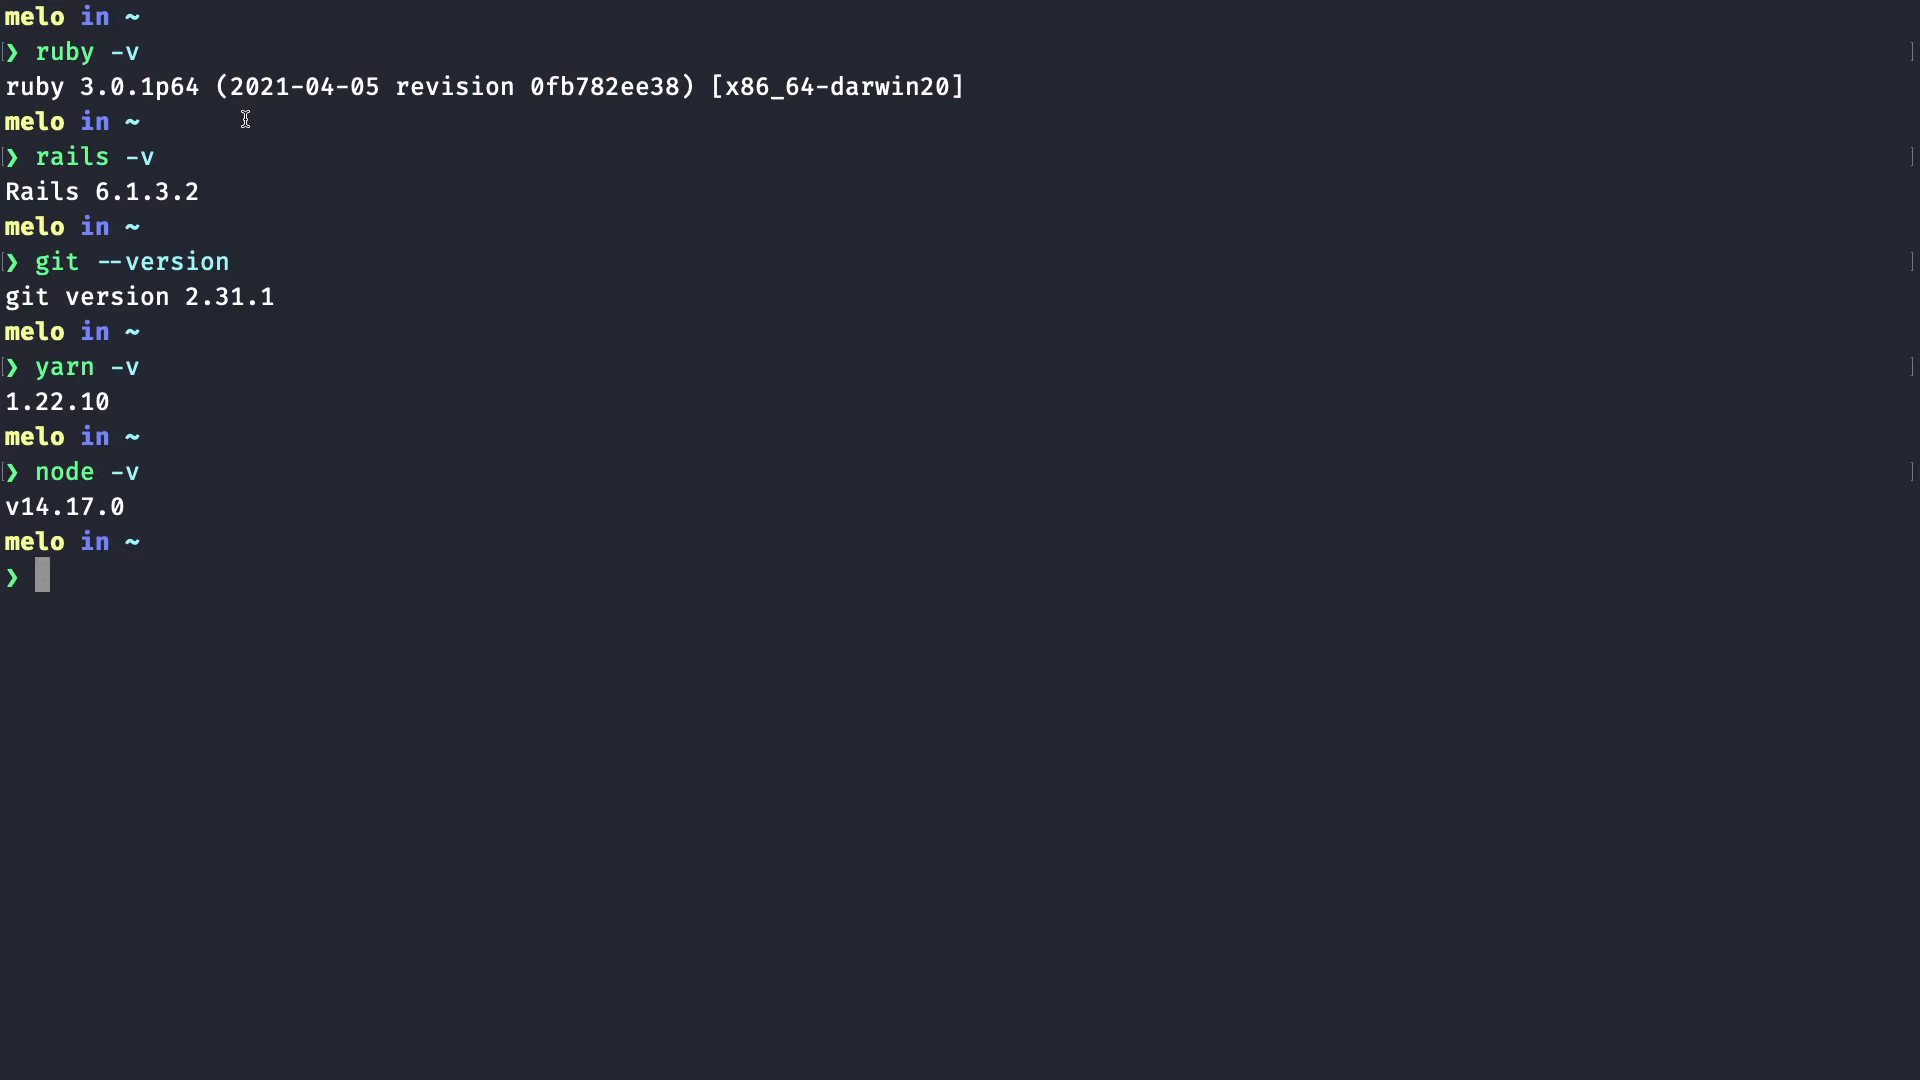 melo in ~
❯ ruby -v
ruby 3.0.1p64 (2021-04-05 revision 0fb782ee38) [x86_64-darwin20]
melo in ~
❯ rails -v
Rails 6.1.3.2
melo in ~
❯ git --version
git version 2.31.1
melo in ~
❯ yarn -v
1.22.10
melo in ~
❯ node -v
v14.17.0
melo in ~
❯